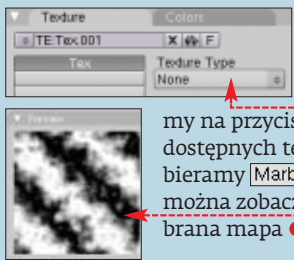 Texture Colors
TE:Tex.001 X F
Tex Texture Type
None
Preview
my na przycis
dostępnych te
bieramy Marb
można zobacz
brana mapa